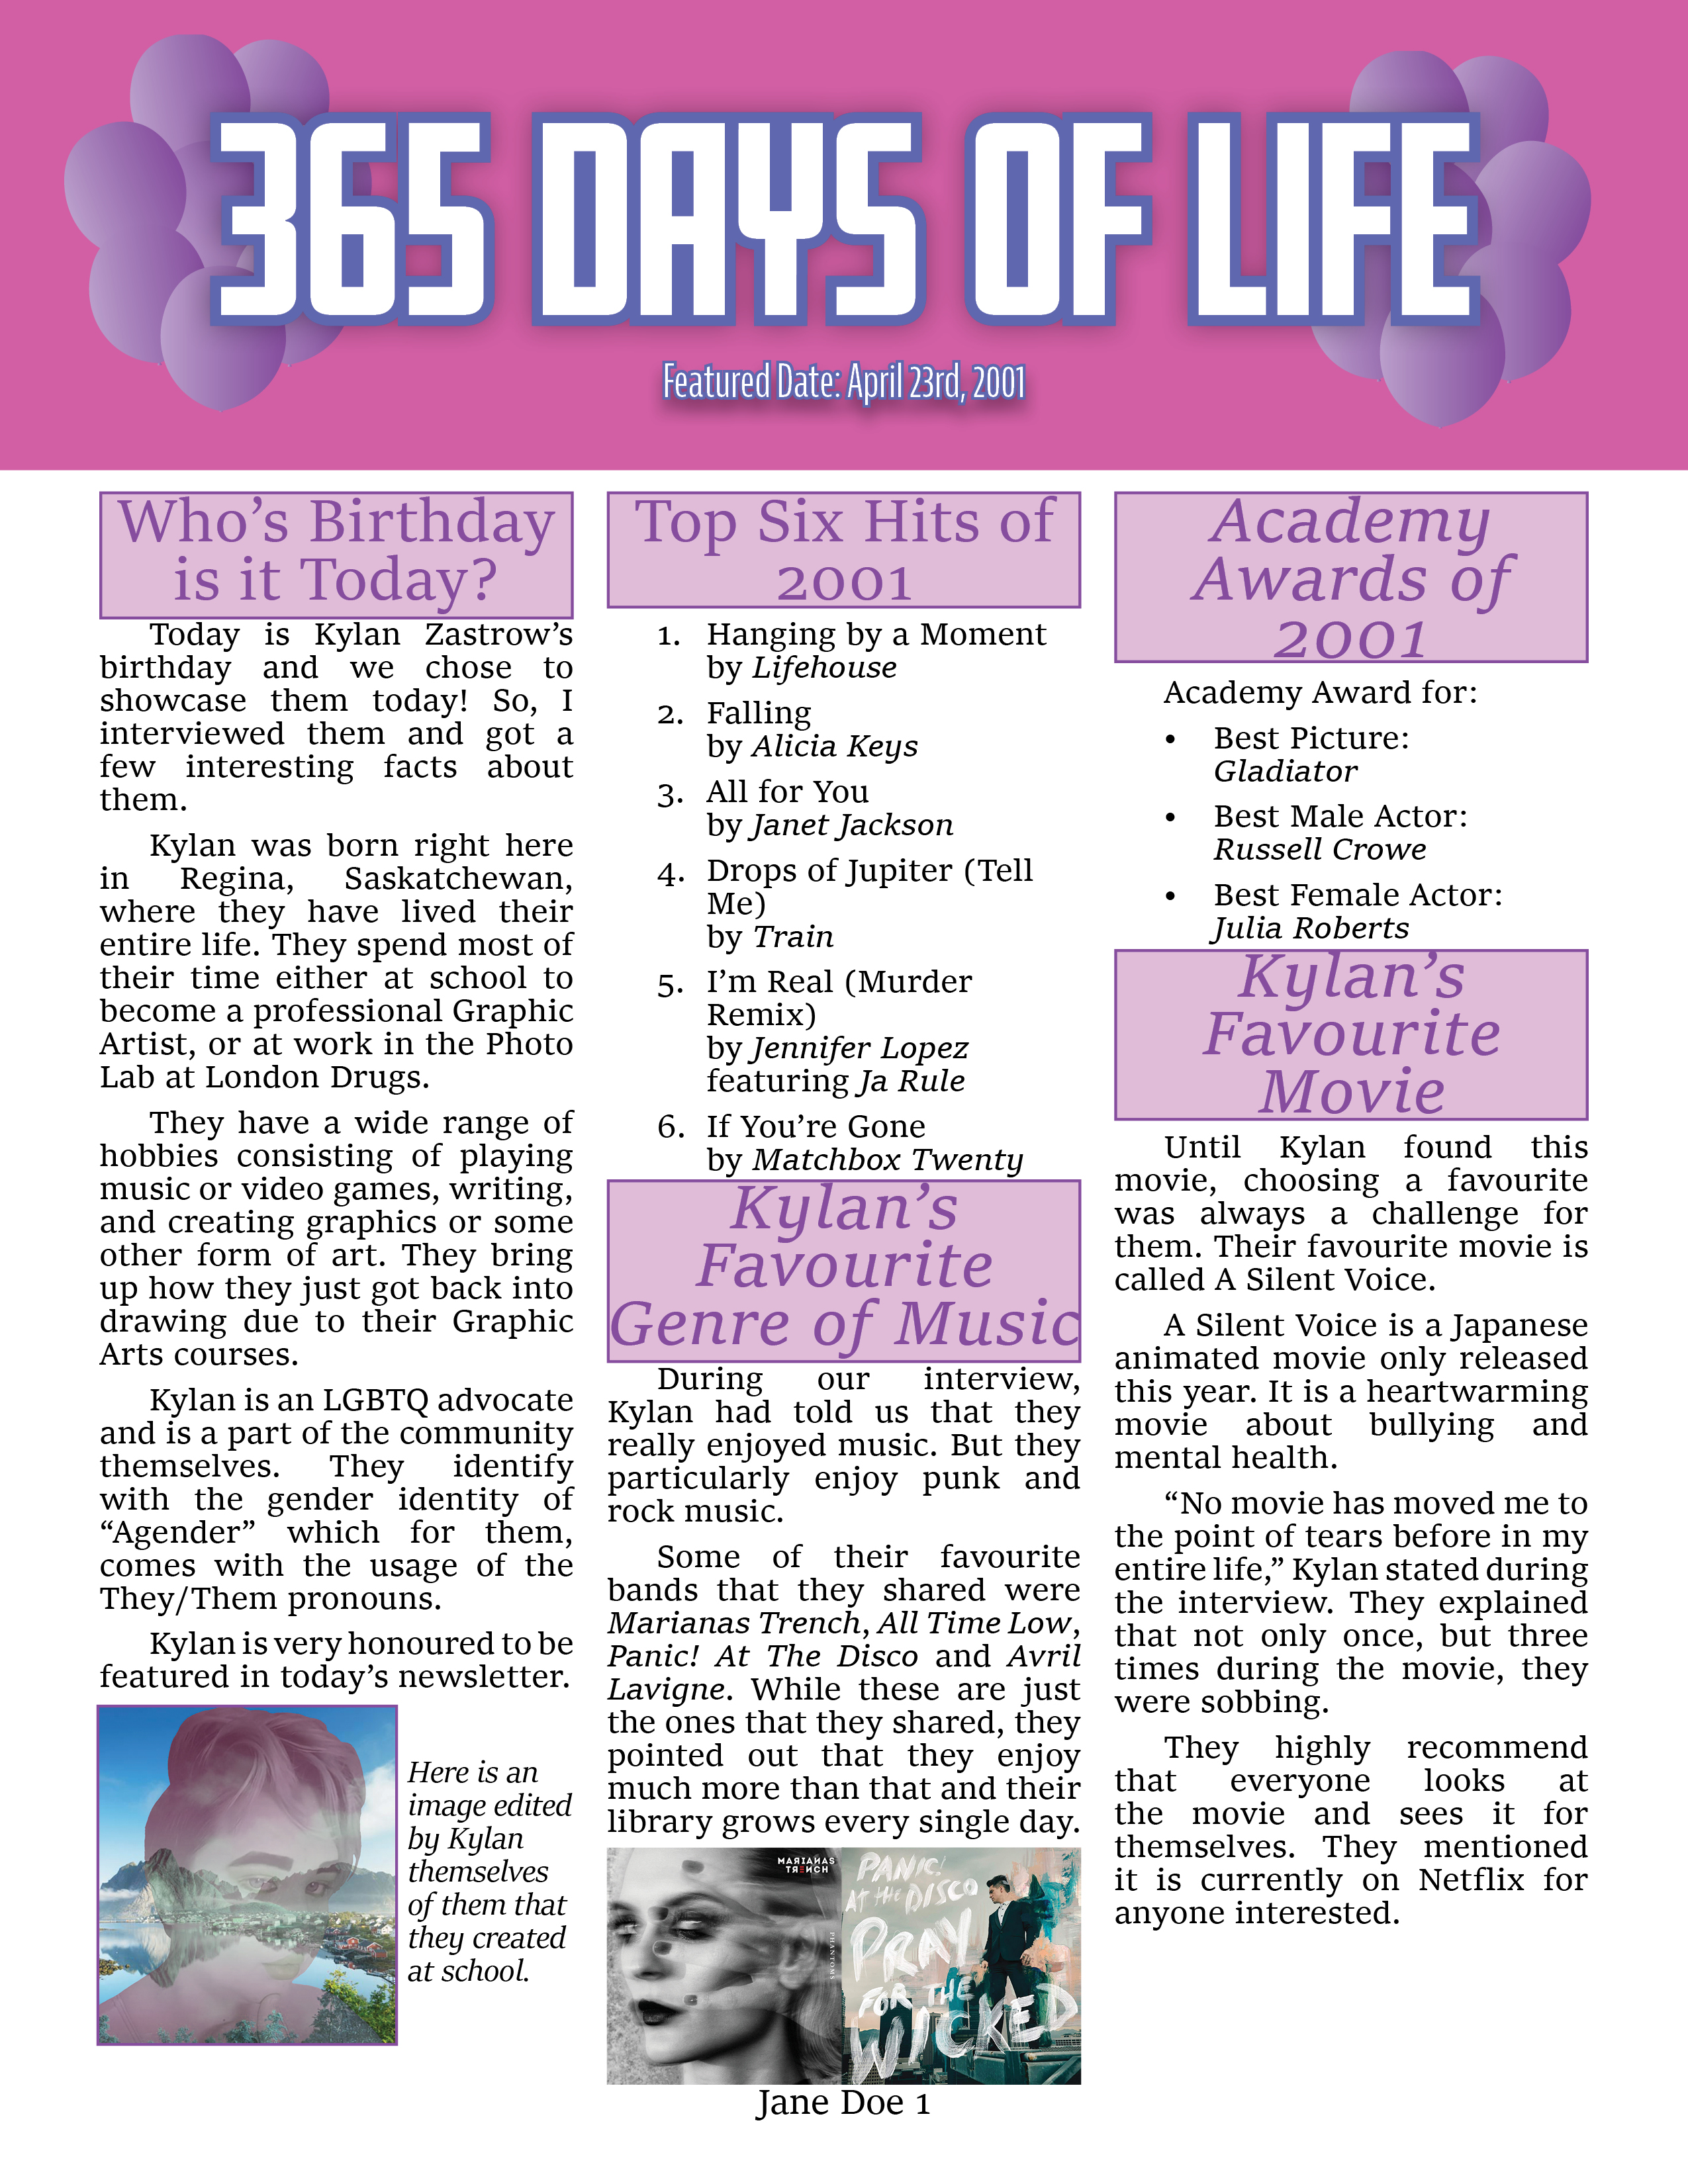 365 DAYS OF LIFE
Featured Date: April 23rd, 2001
Who’s Birthday
is it Today?
Today is Kylan Zastrow’s
birthday and we chose to
showcase them today! So, I
interviewed them and got a
few interesting facts about
them.
Kylan was born right here
in Regina, Saskatchewan,
where they have lived their
entire life. They spend most of
their time either at school to
become a professional Graphic
Artist, or at work in the Photo
Lab at London Drugs.
They have a wide range of
hobbies consisting of playing
music or video games, writing,
and creating graphics or some
other form of art. They bring
up how they just got back into
drawing due to their Graphic
Arts courses.
Kylan is an LGBTQ advocate
and is a part of the community
themselves. They identify
with the gender identity of
“Agender” which for them,
comes with the usage of the
They/Them pronouns.
Kylan is very honoured to be
featured in today’s newsletter.
Here is an
image edited
by Kylan
themselves
of them that
they created
at school.
Top Six Hits of
2001
1. Hanging by a Moment
by Lifehouse
2. Falling
by Alicia Keys
3. All for You
by Janet Jackson
4. Drops of Jupiter (Tell
Me)
by Train
5. I’m Real (Murder
Remix)
by Jennifer Lopez
featuring Ja Rule
6. If You’re Gone
by Matchbox Twenty
Kylan’s
Favourite
Genre of Music
During our interview,
Kylan had told us that they
really enjoyed music. But they
particularly enjoy punk and
rock music.
Some of their favourite
bands that they shared were
Marianas Trench, All Time Low,
Panic! At The Disco and Avril
Lavigne. While these are just
the ones that they shared, they
pointed out that they enjoy
much more than that and their
library grows every single day.
MARIANAS
TRENCH
PHANTOMS
PANIC!
AT THE DISCO
PRAY
FOR THE
WICKED
Academy
Awards of
2001
Academy Award for:
• Best Picture:
Gladiator
• Best Male Actor:
Russell Crowe
• Best Female Actor:
Julia Roberts
Kylan’s
Favourite
Movie
Until Kylan found this
movie, choosing a favourite
was always a challenge for
them. Their favourite movie is
called A Silent Voice.
A Silent Voice is a Japanese
animated movie only released
this year. It is a heartwarming
movie about bullying and
mental health.
“No movie has moved me to
the point of tears before in my
entire life,” Kylan stated during
the interview. They explained
that not only once, but three
times during the movie, they
were sobbing.
They highly recommend
that everyone looks at
the movie and sees it for
themselves. They mentioned
it is currently on Netflix for
anyone interested.
Jane Doe 1